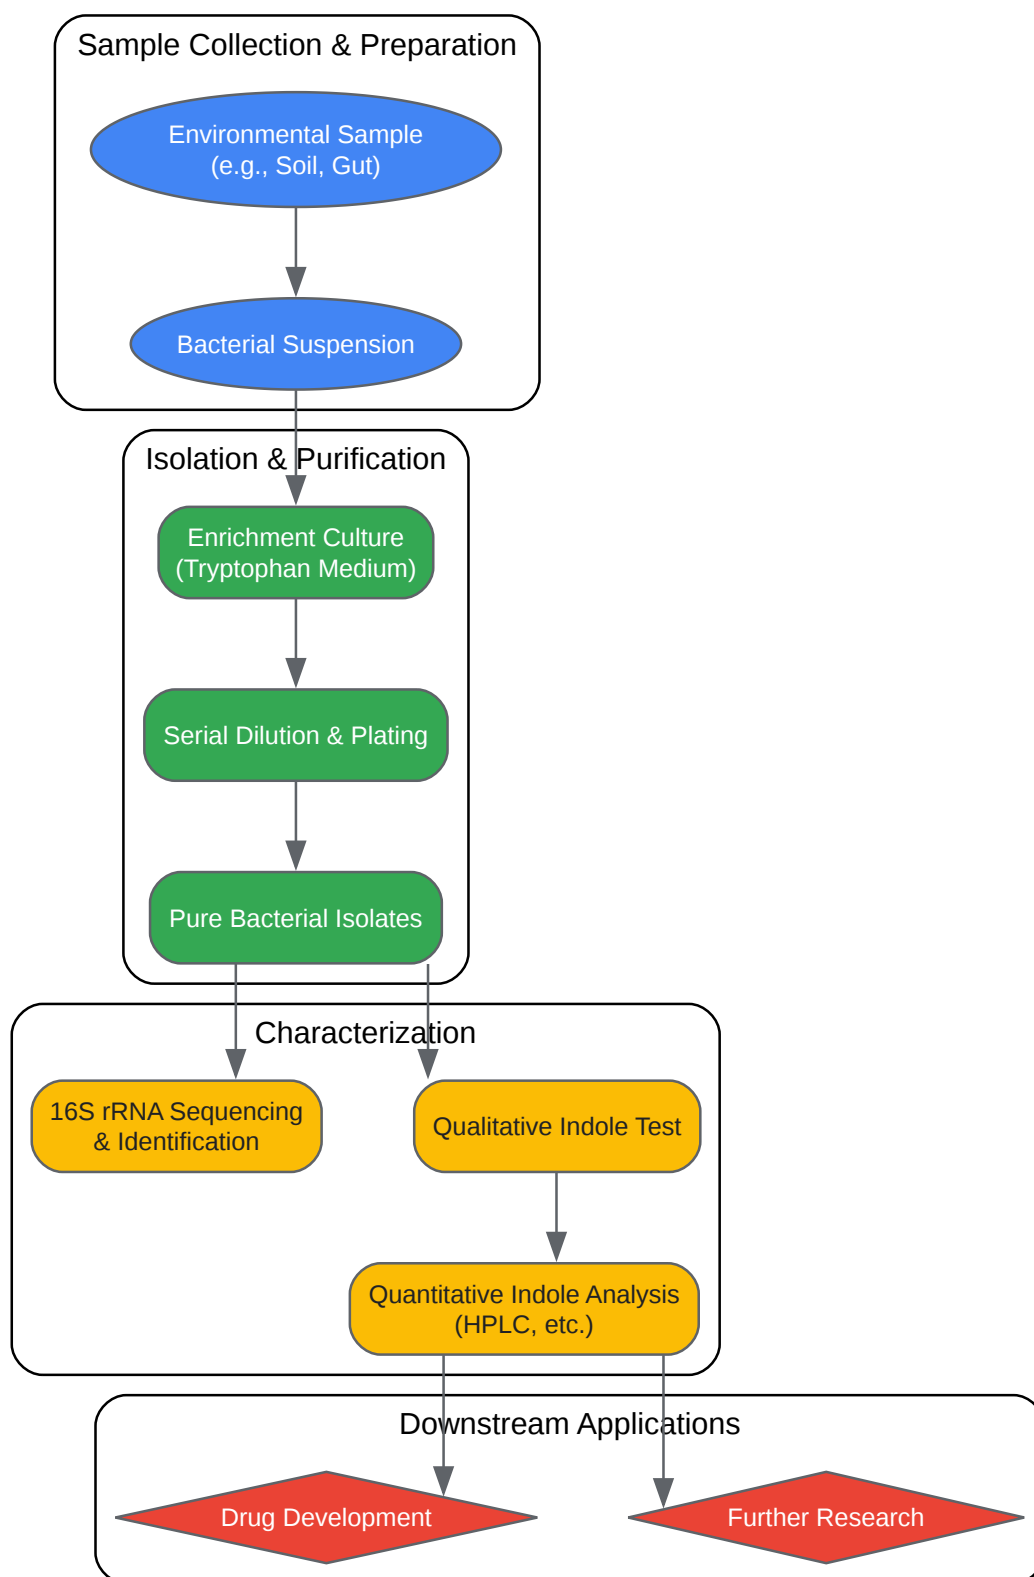 Sample Collection & Preparation
Environmental Sample
(e.g., Soil, Gut)
Bacterial Suspension
Isolation & Purification
Enrichment Culture
(Tryptophan Medium)
Serial Dilution & Plating
Pure Bacterial Isolates
Characterization
16S rRNA Sequencing
& Identification
Qualitative Indole Test
Quantitative Indole Analysis
(HPLC, etc.)
Downstream Applications
Drug Development
Further Research